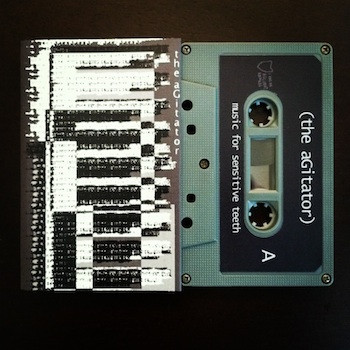 the aGitator
(the aGitator)
music for sensitive teeth
A